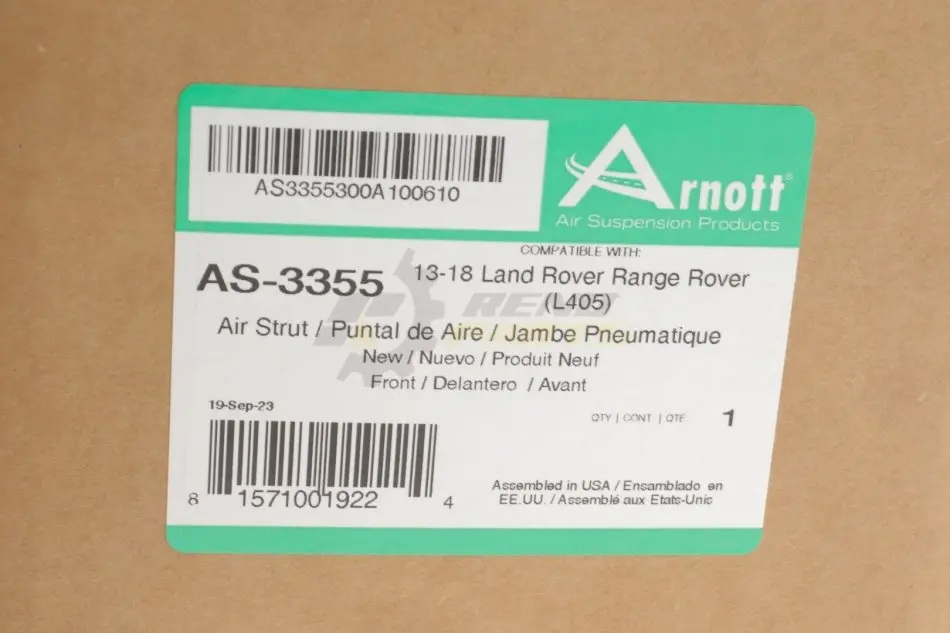 AS3355300A100610
Arnott®
Air Suspension Products
COMPATIBLE WITH:
AS-3355
13-18 Land Rover Range Rover
(L405)
Air Strut / Puntal de Aire / Jambe Pneumatique
New / Nuevo / Produit Neuf
Front / Delantero / Avant
19-Sep-23
QTY | CONT | QTE 1
8 1571001922 4
Assembled in USA / Ensamblado en
EE.UU. / Assemblé aux Etats-Unis